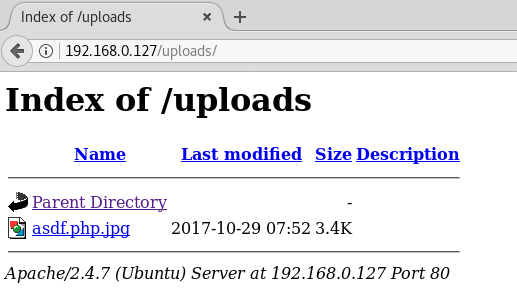 Index of /uploads
192.168.0.127/uploads/
Index of /uploads
Name Last modified Size Description
Parent Directory -
asdf.php.jpg 2017-10-29 07:52 3.4K
Apache/2.4.7 (Ubuntu) Server at 192.168.0.127 Port 80